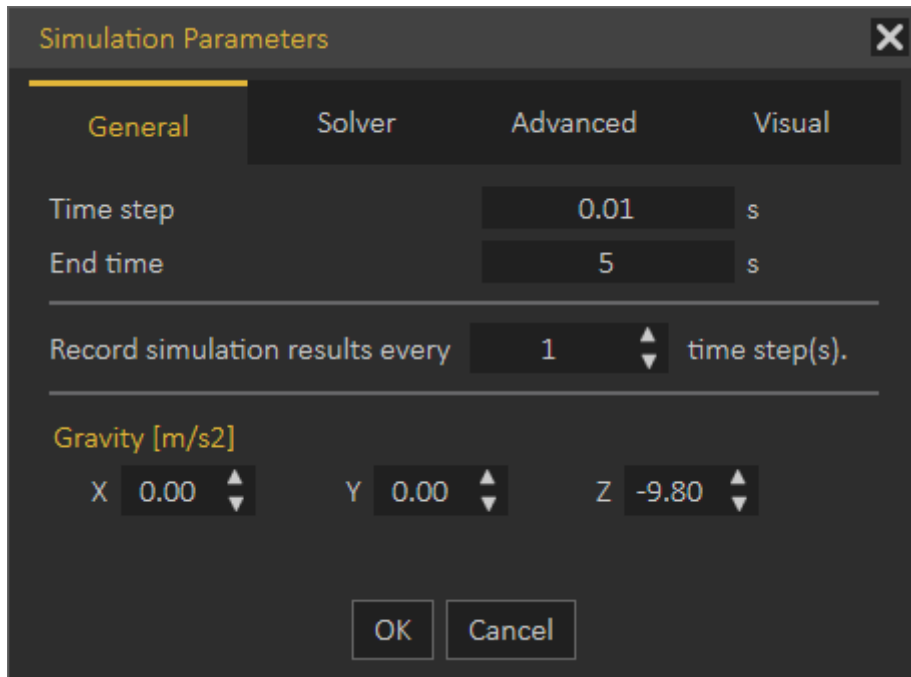 Simulation Parameters
General Solver Advanced Visual
Time step 0.01 s
End time 5 s
Record simulation results every 1 time step(s).
Gravity [m/s2]
X 0.00 Y 0.00 Z -9.80
OK Cancel